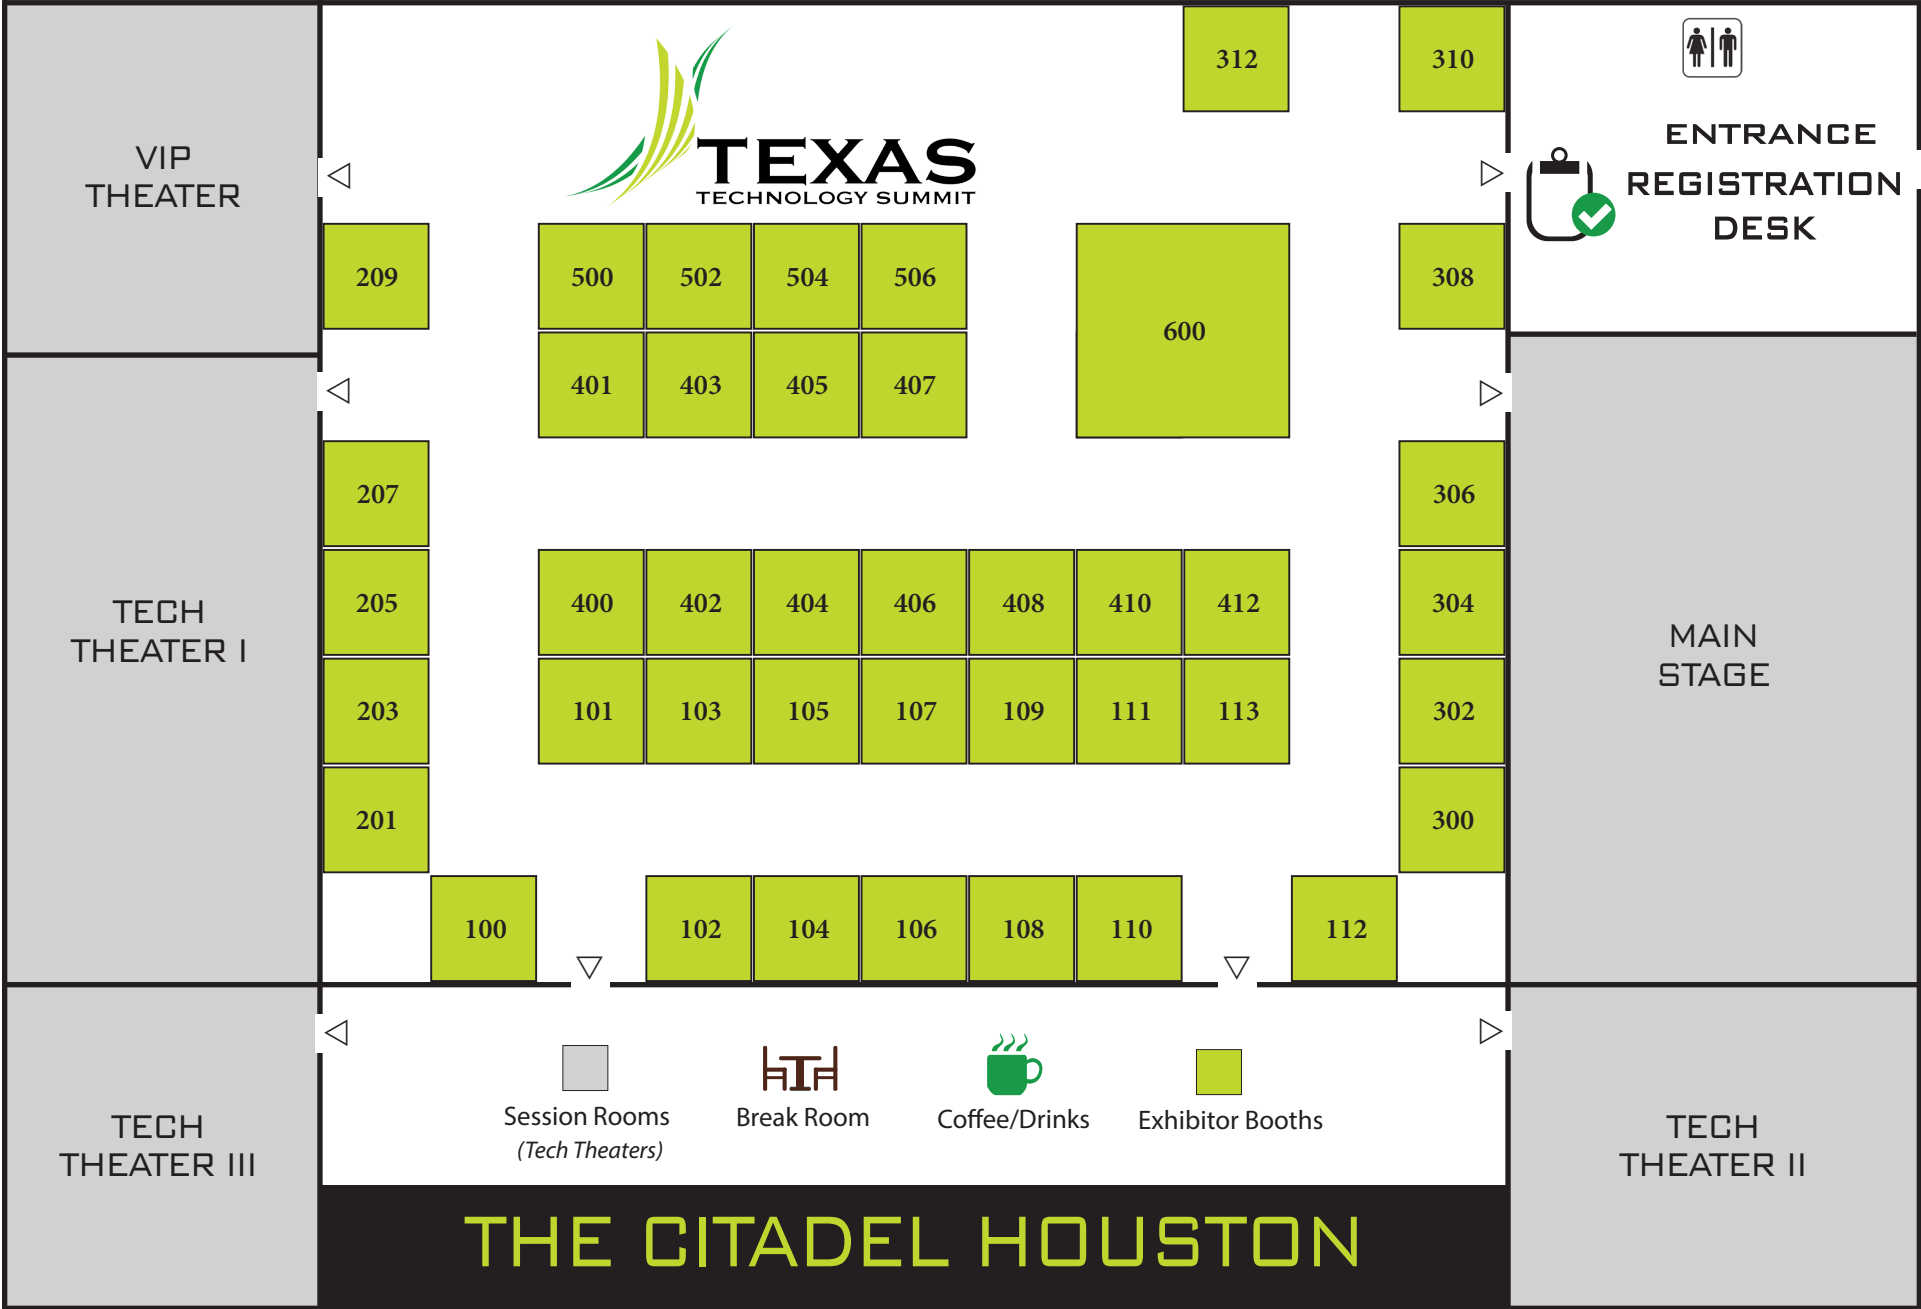 312
310
ENTRANCE
REGISTRATION
DESK
VIP
THEATER
TEXAS
TECHNOLOGY SUMMIT
209
500
502
504
506
600
308
401
403
405
407
207
306
TECH
THEATER I
205
400
402
404
406
408
410
412
304
MAIN
STAGE
203
101
103
105
107
109
111
113
302
201
300
100
102
104
106
108
110
112
TECH
THEATER III
Session Rooms
(Tech Theaters)
Break Room
Coffee/Drinks
Exhibitor Booths
TECH
THEATER II
THE CITADEL HOUSTON